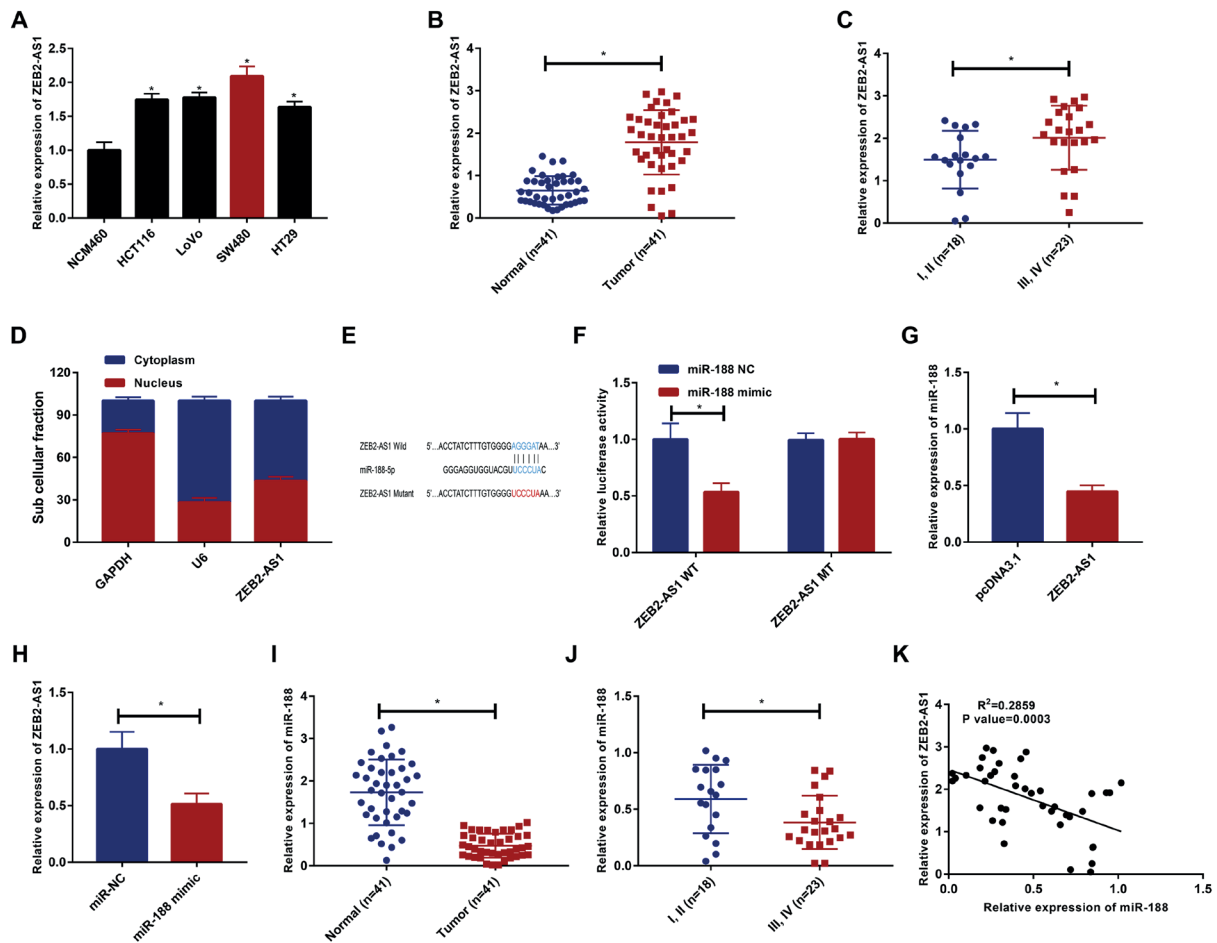 A
Relative expression of ZEB2-AS1
2.5
2.0
1.5
1.0
0.5
0.0
*
*
*
*
NCM460
HCT116
LoVo
SW480
HT29
B
Relative expression of ZEB2-AS1
4
3
2
1
0
*
Normal (n=41)
Tumor (n=41)
C
Relative expression of ZEB2-AS1
4
3
2
1
0
*
I, II (n=18)
III, IV (n=23)
D
Cytoplasm
Nucleus
Sub cellular fraction
120
90
60
30
0
GAPDH
U6
ZEB2-AS1
E
ZEB2-AS1 Wild 5'...ACCTATCTTTGTGGGGAGGGATAA...3'
miR-188-5p GGGAGGUGGUACGUUCCCUAC
ZEB2-AS1 Mutant 5'...ACCTATCTTTGTGGGGUCCCUAAA...3'
F
miR-188 NC
miR-188 mimic
Relative luciferase activity
1.5
1.0
0.5
0.0
*
ZEB2-AS1 WT
ZEB2-AS1 MT
G
Relative expression of miR-188
1.5
1.0
0.5
0.0
*
pcDNA3.1
ZEB2-AS1
H
Relative expression of ZEB2-AS1
1.5
1.0
0.5
0.0
*
miR-NC
miR-188 mimic
I
Relative expression of miR-188
4
3
2
1
0
*
Normal (n=41)
Tumor (n=41)
J
Relative expression of miR-188
1.5
1.0
0.5
0.0
*
I, II (n=18)
III, IV (n=23)
K
R2=0.2859
P value=0.0003
Relative expression of ZEB2-AS1
4
3
2
1
0
0.0
0.5
1.0
1.5
Relative expression of miR-188